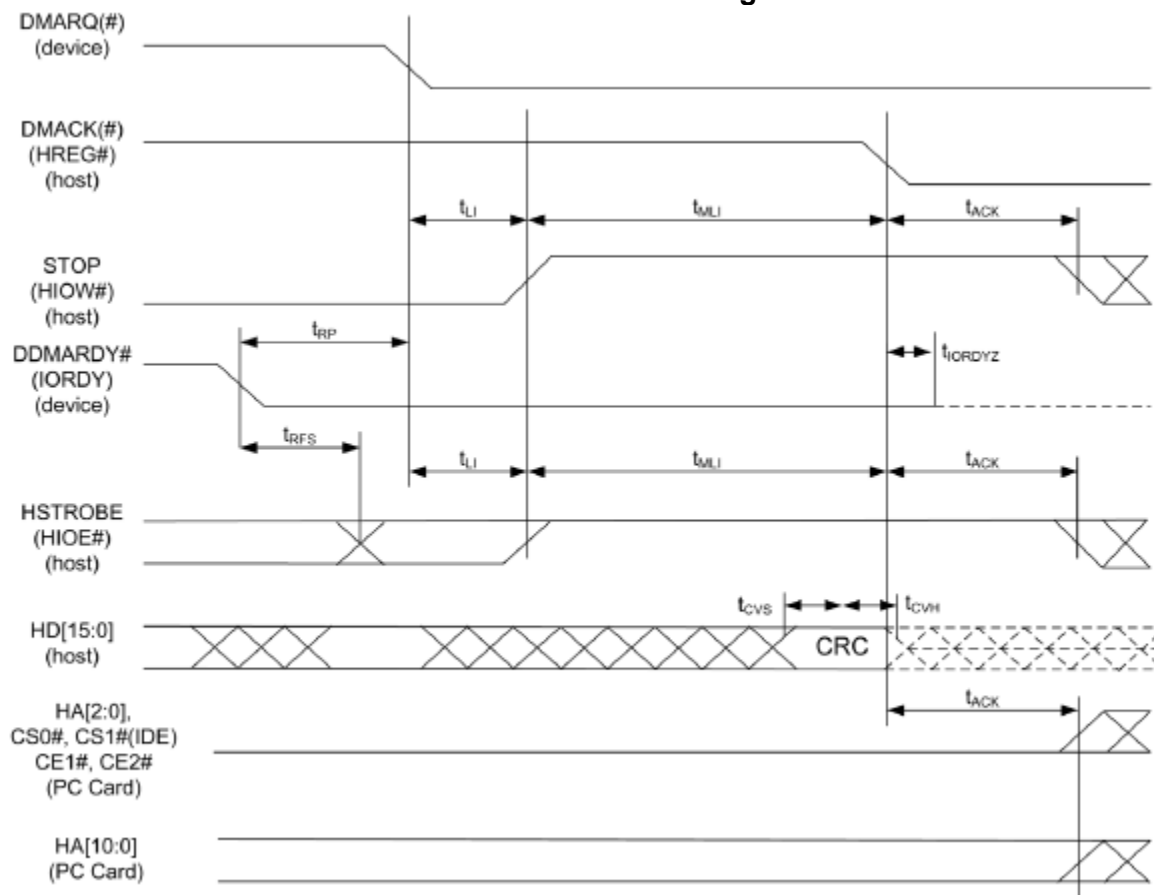 DMARQ(#)
(device)
DMACK(#)
(HREG#)
(host)
tLI
tMLI
tACK
STOP
(HIOW#)
(host)
tRP
DDMARDY#
(IORDY)
(device)
tIORDYZ
tRFS
tLI
tMLI
tACK
HSTROBE
(HIOE#)
(host)
tCVS
tCVH
HD[15:0]
(host)
CRC
tACK
HA[2:0],
CS0#, CS1#(IDE)
CE1#, CE2#
(PC Card)
HA[10:0]
(PC Card)